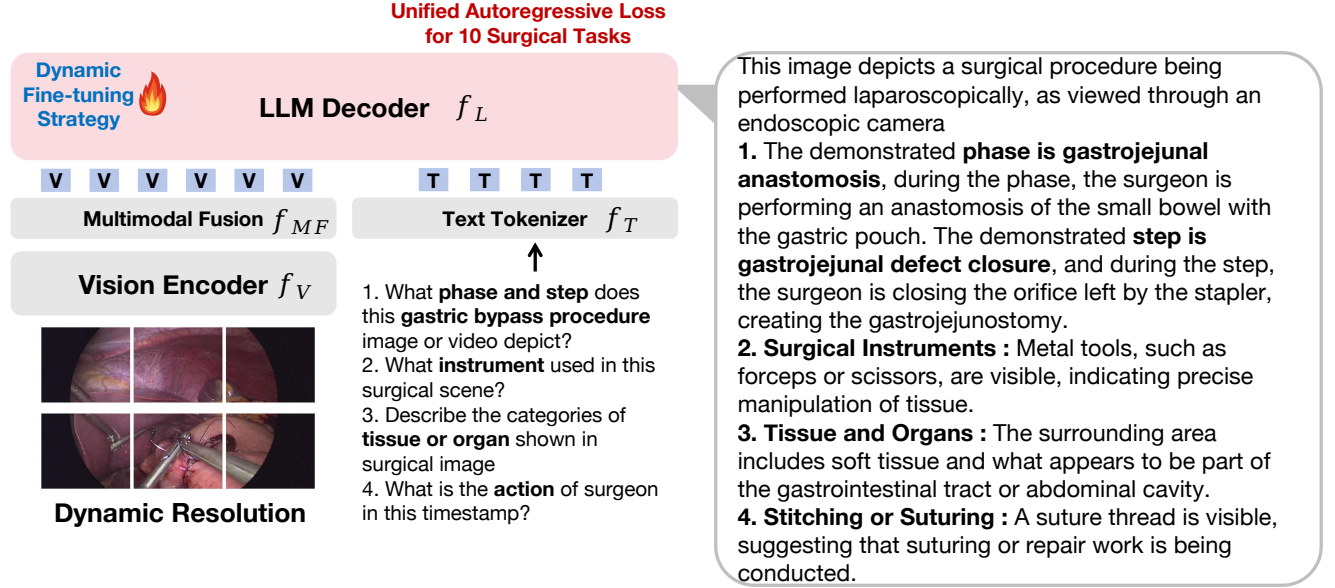 Unified Autoregressive Loss
for 10 Surgical Tasks
Dynamic
Fine-tuning
Strategy
LLM Decoder f_L
V V V V V V
T T T T
Multimodal Fusion f_MF
Text Tokenizer f_T
Vision Encoder f_V
Dynamic Resolution
1. What phase and step does
this gastric bypass procedure
image or video depict?
2. What instrument used in this
surgical scene?
3. Describe the categories of
tissue or organ shown in
surgical image
4. What is the action of surgeon
in this timestamp?
This image depicts a surgical procedure being
performed laparoscopically, as viewed through an
endoscopic camera
1. The demonstrated phase is gastrojejunal
anastomosis, during the phase, the surgeon is
performing an anastomosis of the small bowel with
the gastric pouch. The demonstrated step is
gastrojejunal defect closure, and during the step,
the surgeon is closing the orifice left by the stapler,
creating the gastrojejunostomy.
2. Surgical Instruments : Metal tools, such as
forceps or scissors, are visible, indicating precise
manipulation of tissue.
3. Tissue and Organs : The surrounding area
includes soft tissue and what appears to be part of
the gastrointestinal tract or abdominal cavity.
4. Stitching or Suturing : A suture thread is visible,
suggesting that suturing or repair work is being
conducted.